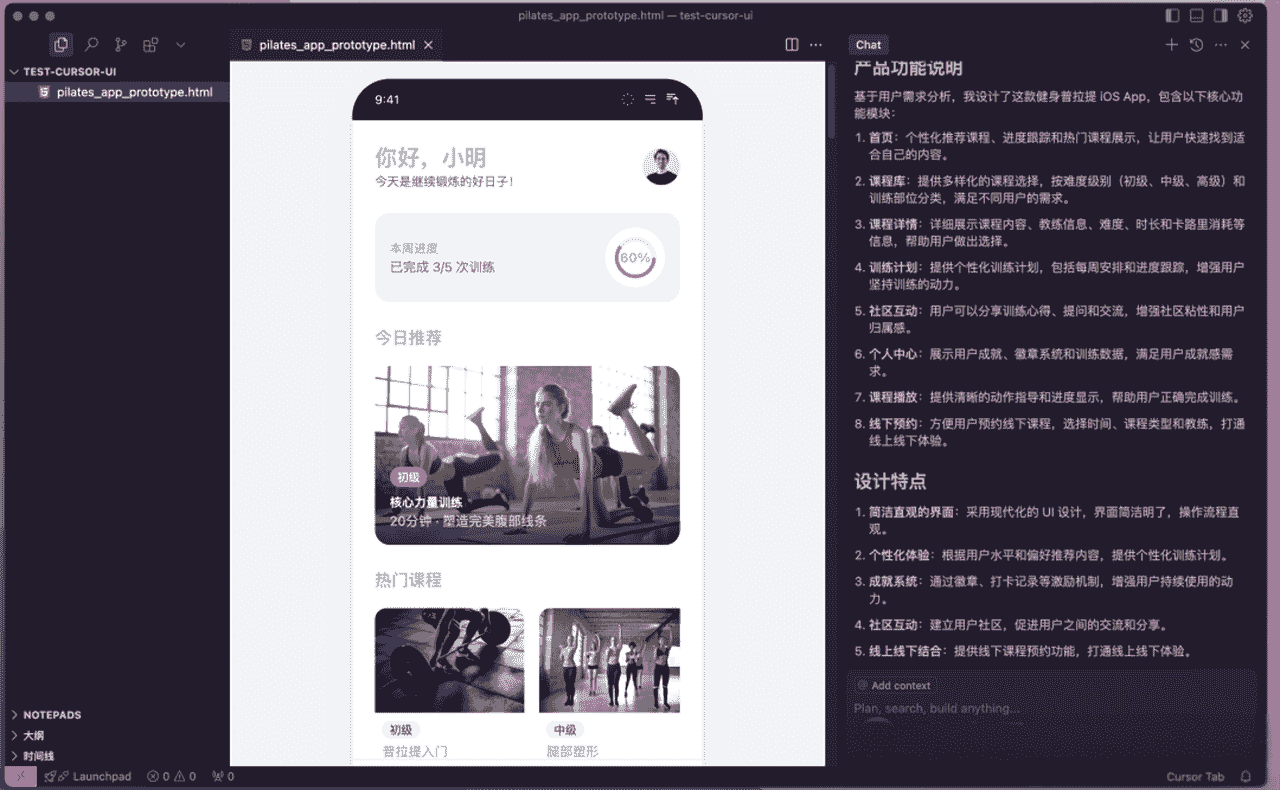 pilates_app_prototype.html — test-cursor-ui
TEST-CURSOR-UI
pilates_app_prototype.html
NOTEPADS
大纲
时间线
pilates_app_prototype.html
9:41
你好，小明
今天是继续锻炼的好日子！
本周进度
已完成 3/5 次训练
60%
今日推荐
初级
核心力量训练
20分钟 · 塑造完美腹部线条
热门课程
初级
普拉提入门
中级
腿部塑形
Chat
产品功能说明
基于用户需求分析，我设计了这款健身普拉提 iOS App，包含以下核心功
能模块：
1. 首页：个性化推荐课程、进度跟踪和热门课程展示，让用户快速找到适
合自己的内容。
2. 课程库：提供多样化的课程选择，按难度级别（初级、中级、高级）和
训练部位分类，满足不同用户的需求。
3. 课程详情：详细展示课程内容、教练信息、难度、时长和卡路里消耗等
信息，帮助用户做出选择。
4. 训练计划：提供个性化训练计划，包括每周安排和进度跟踪，增强用户
坚持训练的动力。
5. 社区互动：用户可以分享训练心得、提问和交流，增强社区粘性和用户
归属感。
6. 个人中心：展示用户成就、徽章系统和训练数据，满足用户成就感需
求。
7. 课程播放：提供清晰的动作指导和进度显示，帮助用户正确完成训练。
8. 线下预约：方便用户预约线下课程，选择时间、课程类型和教练，打通
线上线下体验。
设计特点
1. 简洁直观的界面：采用现代化的 UI 设计，界面简洁明了，操作流程直
观。
2. 个性化体验：根据用户水平和偏好推荐内容，提供个性化训练计划。
3. 成就系统：通过徽章、打卡记录等激励机制，增强用户持续使用的动
力。
4. 社区互动：建立用户社区，促进用户之间的交流和分享。
5. 线上线下结合：提供线下课程预约功能，打通线上线下体验。
@ Add context
Plan, search, build anything...
Launchpad
0
0
0
Cursor Tab